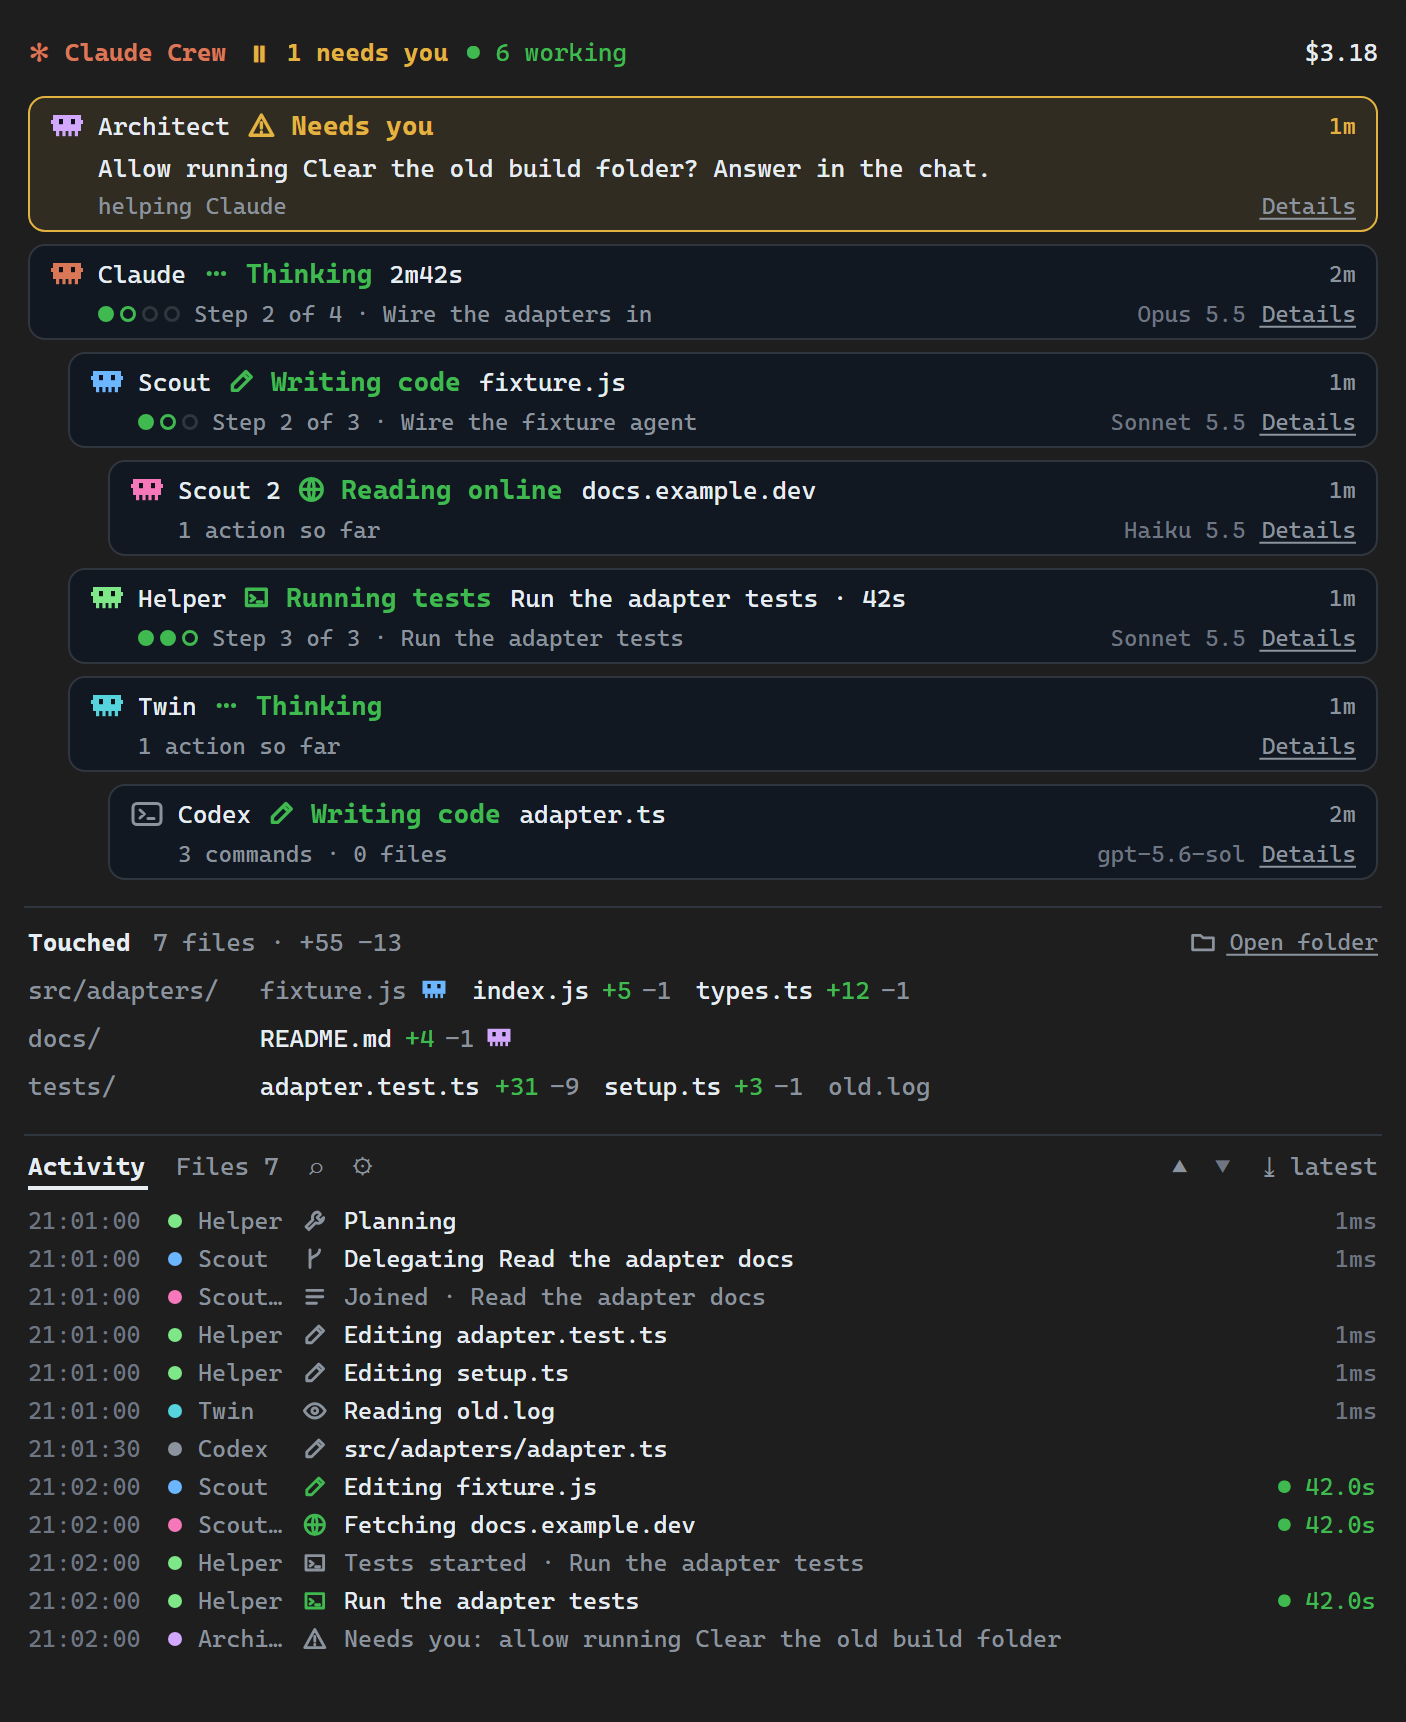 ✻ Claude Crew ⏸ 1 needs you ● 6 working $3.18
Architect ⚠ Needs you 1m
Allow running Clear the old build folder? Answer in the chat.
helping Claude Details
Claude ··· Thinking 2m42s 2m
Step 2 of 4 · Wire the adapters in Opus 5.5 Details
Scout Writing code fixture.js 1m
Step 2 of 3 · Wire the fixture agent Sonnet 5.5 Details
Scout 2 Reading online docs.example.dev 1m
1 action so far Haiku 5.5 Details
Helper Running tests Run the adapter tests · 42s 1m
Step 3 of 3 · Run the adapter tests Sonnet 5.5 Details
Twin ··· Thinking 1m
1 action so far Details
Codex Writing code adapter.ts 2m
3 commands · 0 files gpt-5.6-sol Details
Touched 7 files · +55 −13 Open folder
src/adapters/ fixture.js index.js +5 −1 types.ts +12 −1
docs/ README.md +4 −1
tests/ adapter.test.ts +31 −9 setup.ts +3 −1 old.log
Activity Files 7 ⌕ ⚙ ▲ ▼ ⤓ latest
21:01:00 ● Helper Planning 1ms
21:01:00 ● Scout Delegating Read the adapter docs 1ms
21:01:00 ● Scout… Joined · Read the adapter docs
21:01:00 ● Helper Editing adapter.test.ts 1ms
21:01:00 ● Helper Editing setup.ts 1ms
21:01:00 ● Twin Reading old.log 1ms
21:01:30 ● Codex src/adapters/adapter.ts
21:02:00 ● Scout Editing fixture.js ● 42.0s
21:02:00 ● Scout… Fetching docs.example.dev ● 42.0s
21:02:00 ● Helper Tests started · Run the adapter tests
21:02:00 ● Helper Run the adapter tests ● 42.0s
21:02:00 ● Archi… Needs you: allow running Clear the old build folder